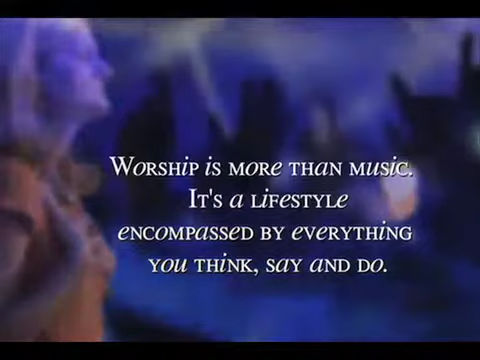 Worship is more than music.
It's a lifestyle
encompassed by everything
you think, say and do.